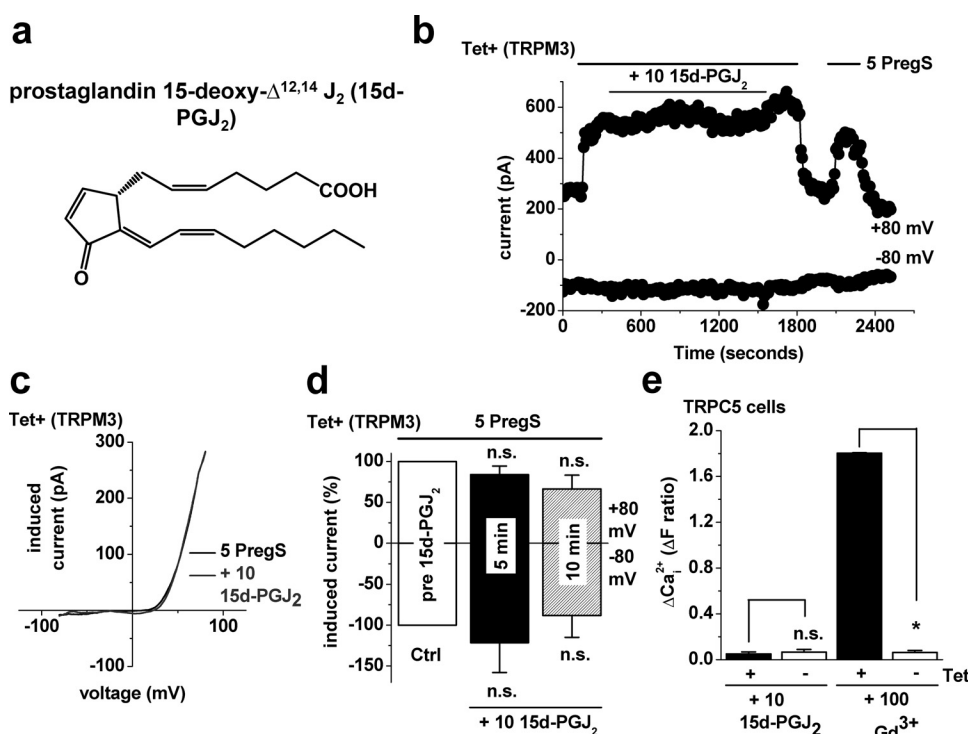 a
prostaglandin 15-deoxy-Δ12,14 J2 (15d-
PGJ2)
COOH
O
b
Tet+ (TRPM3)
5 PregS
+ 10 15d-PGJ2
current (pA)
600
400
200
0
-200
+80 mV
-80 mV
0 600 1200 1800 2400
Time (seconds)
c
Tet+ (TRPM3)
induced
current (pA)
300
200
100
0
-100
-100 100
5 PregS
+ 10
15d-PGJ2
voltage (mV)
d
Tet+ (TRPM3)
5 PregS
induced current (%)
100
50
0
-50
-100
-150
n.s.
n.s.
pre 15d-PGJ2
5 min
10 min
+80
mV
-80
mV
Ctrl
n.s.
n.s.
+ 10 15d-PGJ2
e
TRPC5 cells
ΔCai2+ (ΔF ratio)
1.8
1.2
0.6
0.0
n.s.
*
+ - + - Tet
+ 10 + 100
15d-PGJ2 Gd3+